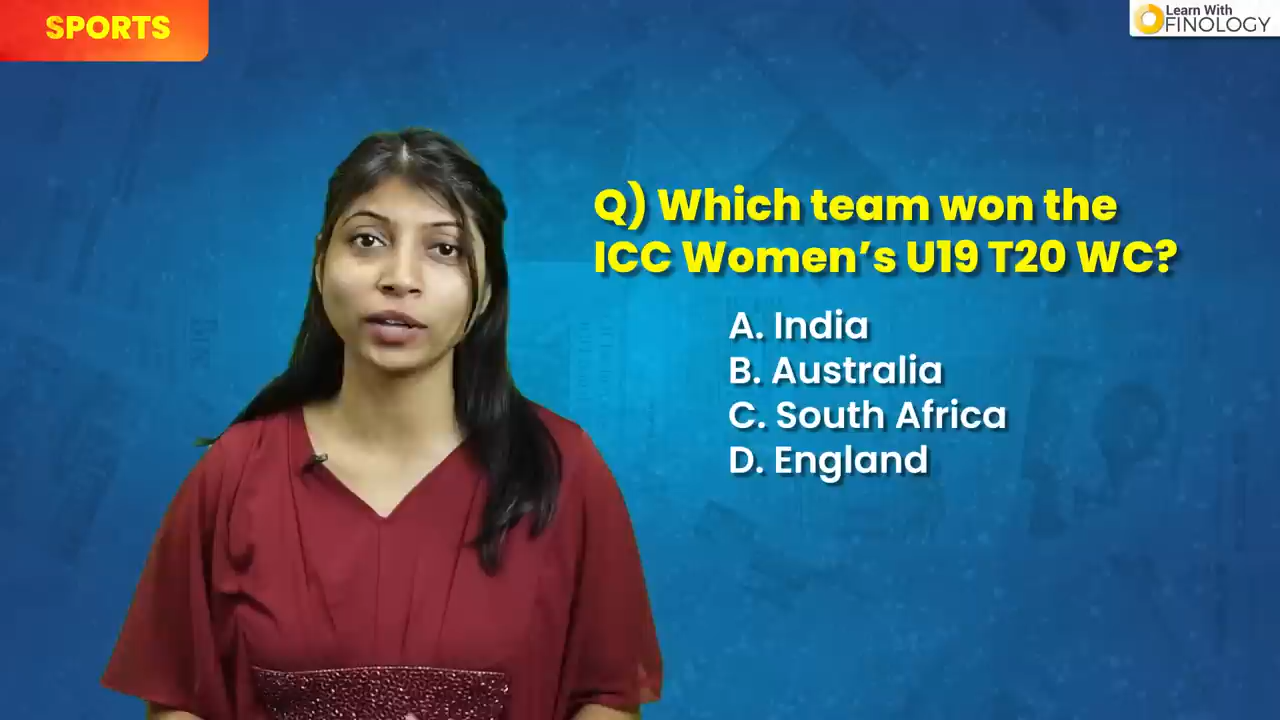 SPORTS
Learn With
FINOLOGY
Q) Which team won the
ICC Women’s U19 T20 WC?
A. India
B. Australia
C. South Africa
D. England